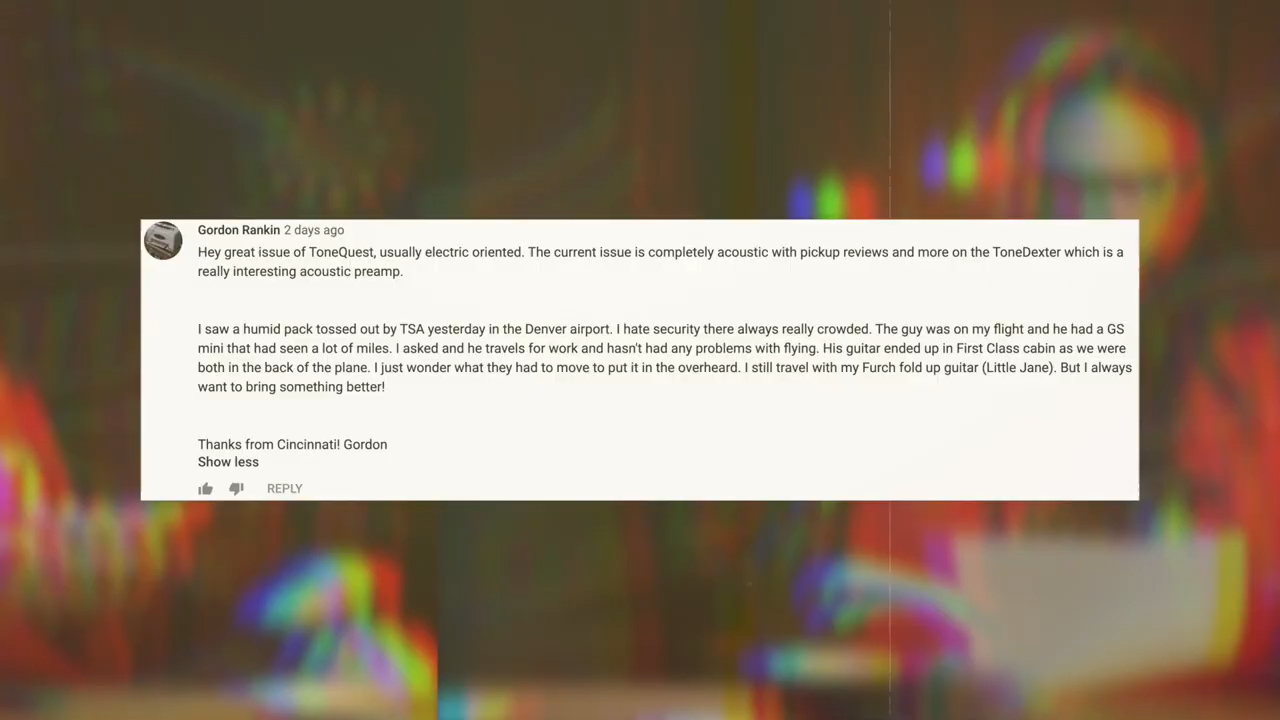 Gordon Rankin 2 days ago
Hey great issue of ToneQuest, usually electric oriented. The current issue is completely acoustic with pickup reviews and more on the ToneDexter which is a
really interesting acoustic preamp.
I saw a humid pack tossed out by TSA yesterday in the Denver airport. I hate security there always really crowded. The guy was on my flight and he had a GS
mini that had seen a lot of miles. I asked and he travels for work and hasn't had any problems with flying. His guitar ended up in First Class cabin as we were
both in the back of the plane. I just wonder what they had to move to put it in the overheard. I still travel with my Furch fold up guitar (Little Jane). But I always
want to bring something better!
Thanks from Cincinnati! Gordon
Show less
REPLY